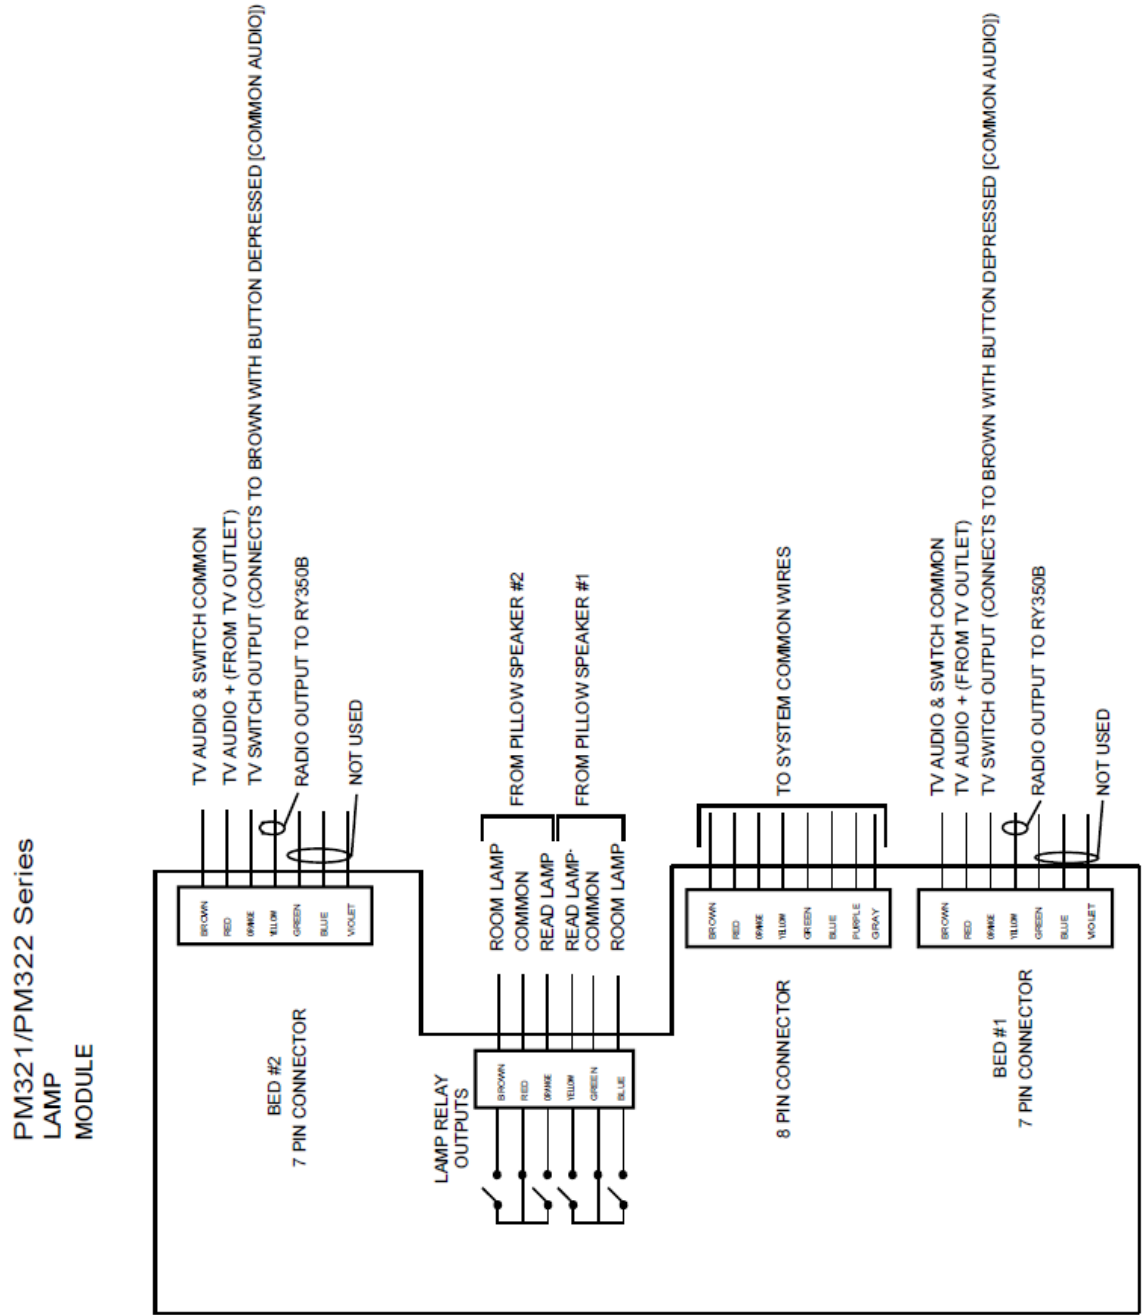 PM321/PM322 Series
LAMP
MODULE
BED #2
7 PIN CONNECTOR
BROWN
RED
ORANGE
YELLOW
GREEN
BLUE
VIOLET
TV AUDIO & SWITCH COMMON
TV AUDIO + (FROM TV OUTLET)
TV SWITCH OUTPUT (CONNECTS TO BROWN WITH BUTTON DEPRESSED [COMMON AUDIO])
RADIO OUTPUT TO RY350B
NOT USED
LAMP RELAY
OUTPUTS
BROWN
RED
ORANGE
YELLOW
GREEN
BLUE
ROOM LAMP
COMMON
READ LAMP
READ LAMP·
COMMON
ROOM LAMP
FROM PILLOW SPEAKER #2
FROM PILLOW SPEAKER #1
8 PIN CONNECTOR
BROWN
RED
ORANGE
YELLOW
GREEN
BLUE
PURPLE
GRAY
TO SYSTEM COMMON WIRES
BED #1
7 PIN CONNECTOR
BROWN
RED
ORANGE
YELLOW
GREEN
BLUE
VIOLET
TV AUDIO & SWITCH COMMON
TV AUDIO + (FROM TV OUTLET)
TV SWITCH OUTPUT (CONNECTS TO BROWN WITH BUTTON DEPRESSED [COMMON AUDIO])
RADIO OUTPUT TO RY350B
NOT USED